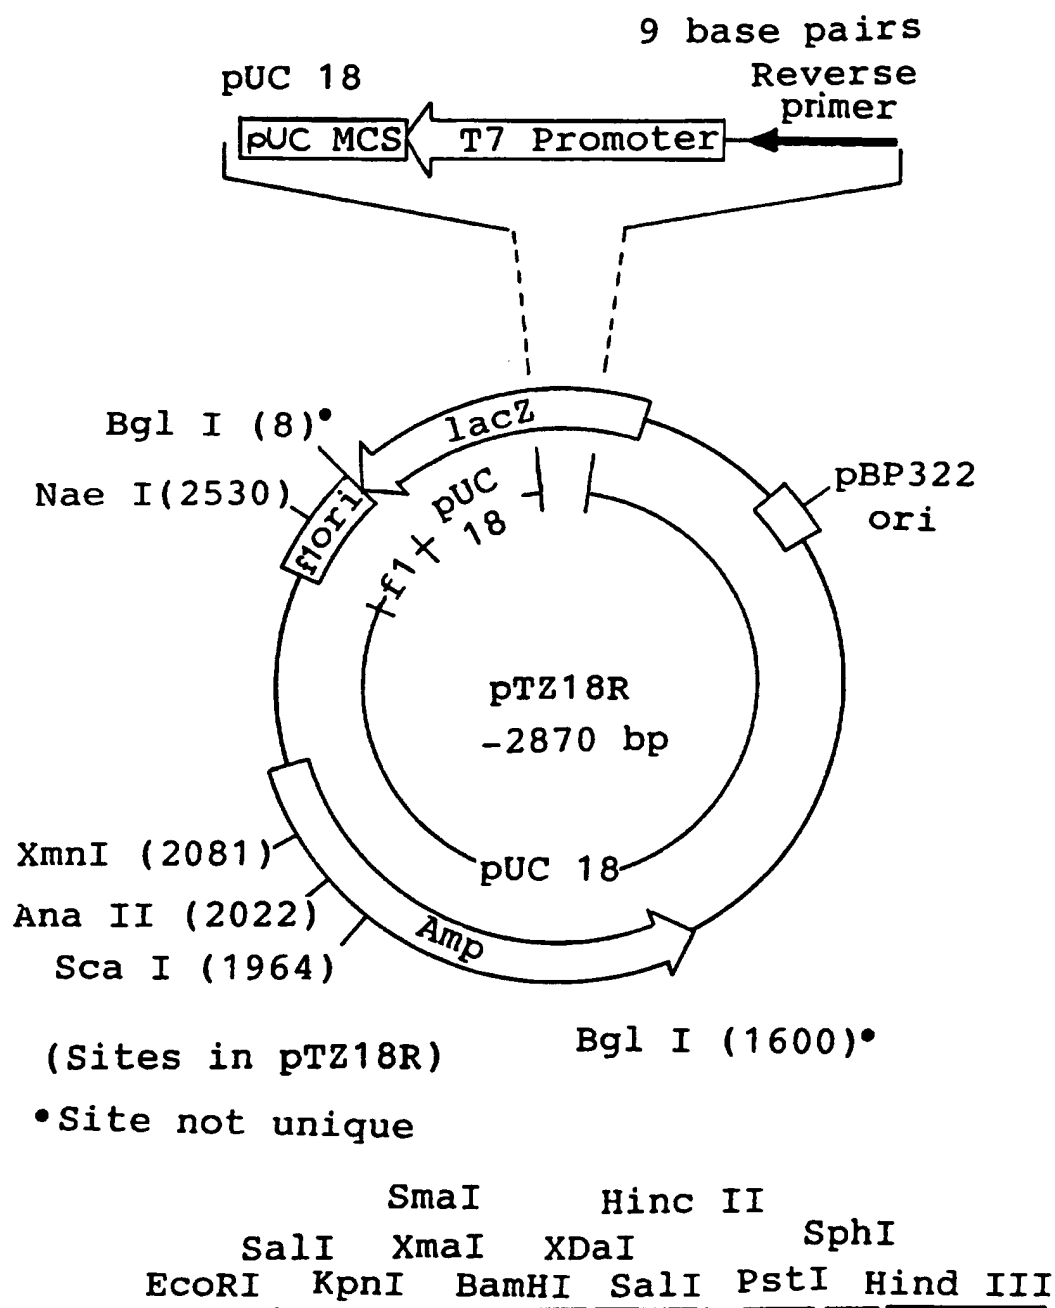 9 base pairs
Reverse
primer
pUC 18
pUC MCS
T7 Promoter
lacZ
Bgl I (8)•
Nae I(2530)
f1ori
pUC
18
f1
pBP322
ori
pTZ18R
-2870 bp
pUC 18
XmnI (2081)
Ana II (2022)
Sca I (1964)
Amp
Bgl I (1600)•
(Sites in pTZ18R)
•Site not unique
SmaI Hinc II
SphI
SalI XmaI XDaI
EcoRI KpnI BamHI SalI PstI Hind III